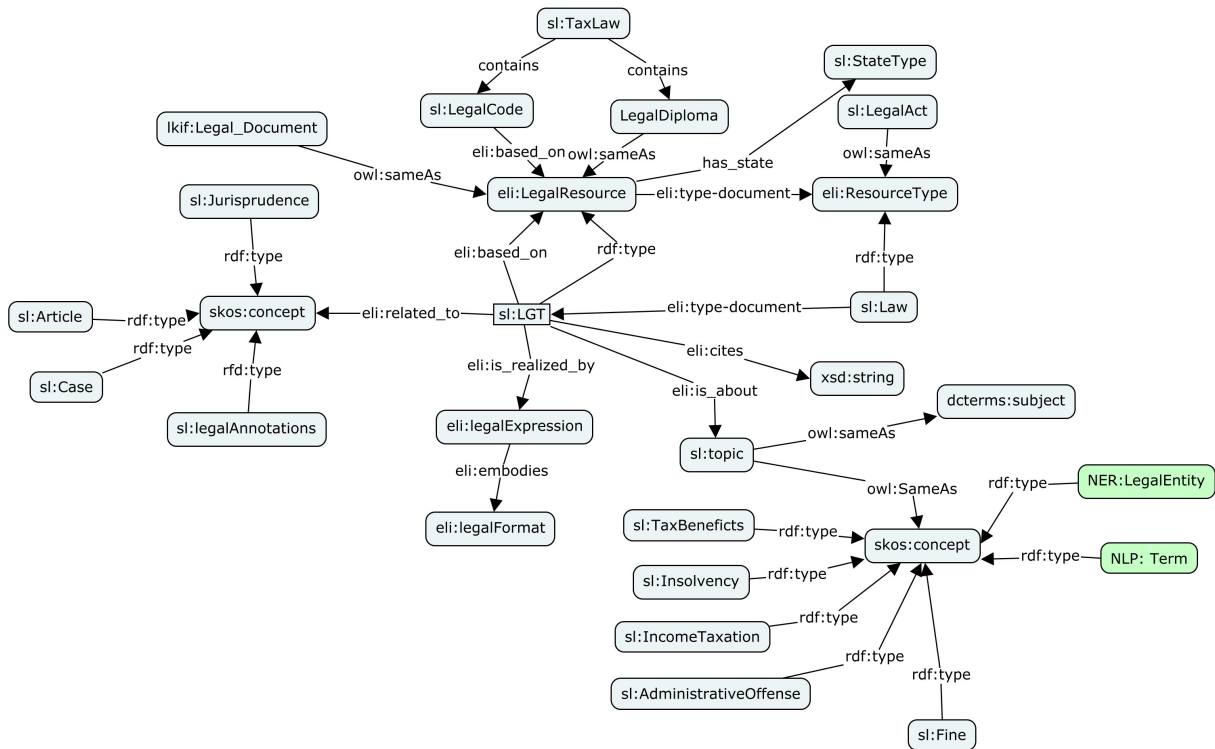 sl:TaxLaw
contains
contains
sl:StateType
sl:LegalCode
LegalDiploma
sl:LegalAct
lkif:Legal_Document
eli:based_on
owl:sameAs
has_state
owl:sameAs
owl:sameAs
eli:LegalResource
eli:type-document
eli:ResourceType
sl:Jurisprudence
rdf:type
eli:based_on
rdf:type
rdf:type
sl:Article
rdf:type
skos:concept
eli:related_to
sl:LGT
eli:type-document
sl:Law
rdf:type
sl:Case
rfd:type
eli:is_realized_by
eli:cites
xsd:string
eli:is_about
sl:legalAnnotations
eli:legalExpression
dcterms:subject
owl:sameAs
sl:topic
eli:embodies
owl:SameAs
rdf:type
NER:LegalEntity
eli:legalFormat
sl:TaxBeneficts
rdf:type
skos:concept
rdf:type
NLP: Term
sl:Insolvency
rdf:type
sl:IncomeTaxation
rdf:type
rdf:type
sl:AdministrativeOffense
rdf:type
sl:Fine